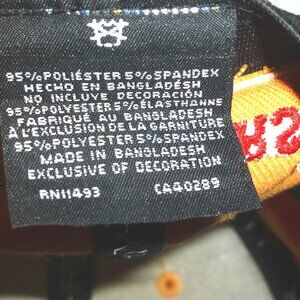 95%POLIÉSTER 5%SPANDEX
HECHO EN BANGLADÉSH
NO INCLUYE DECORACIÓN
95%POLYESTER 5%ÉLASTHANNE
FABRIQUÉ AU BANGLADESH
À L'EXCLUSION DE LA GARNITURE
95%POLYESTER 5%SPANDEX
MADE IN BANGLADESH
EXCLUSIVE OF DECORATION
RN11493 CA40289